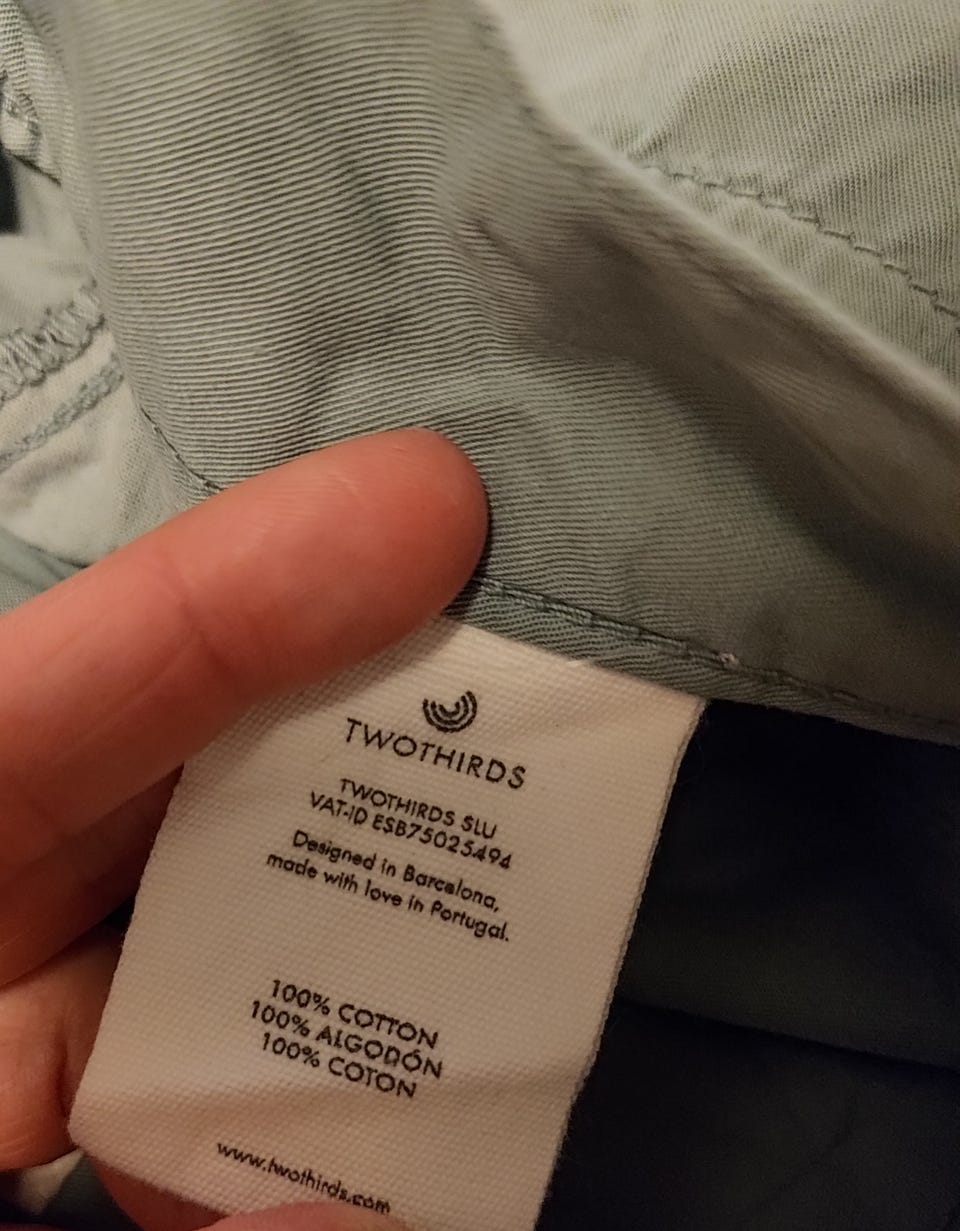 TWOTHIRDS
TWOTHIRDS SLU
VAT-ID ESB75025494
Designed in Barcelona,
made with love in Portugal.
100% COTTON
100% ALGODÓN
100% COTON
www.twothirds.com